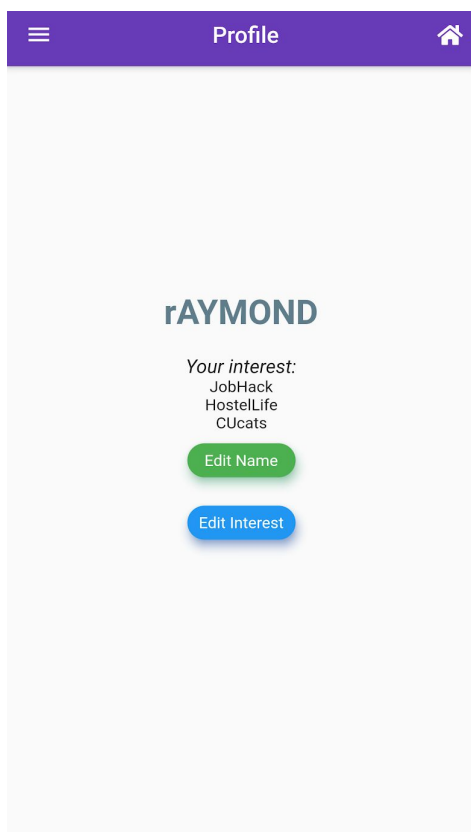 Profile
rAYMOND
Your interest:
JobHack
HostelLife
CUcats
Edit Name
Edit Interest